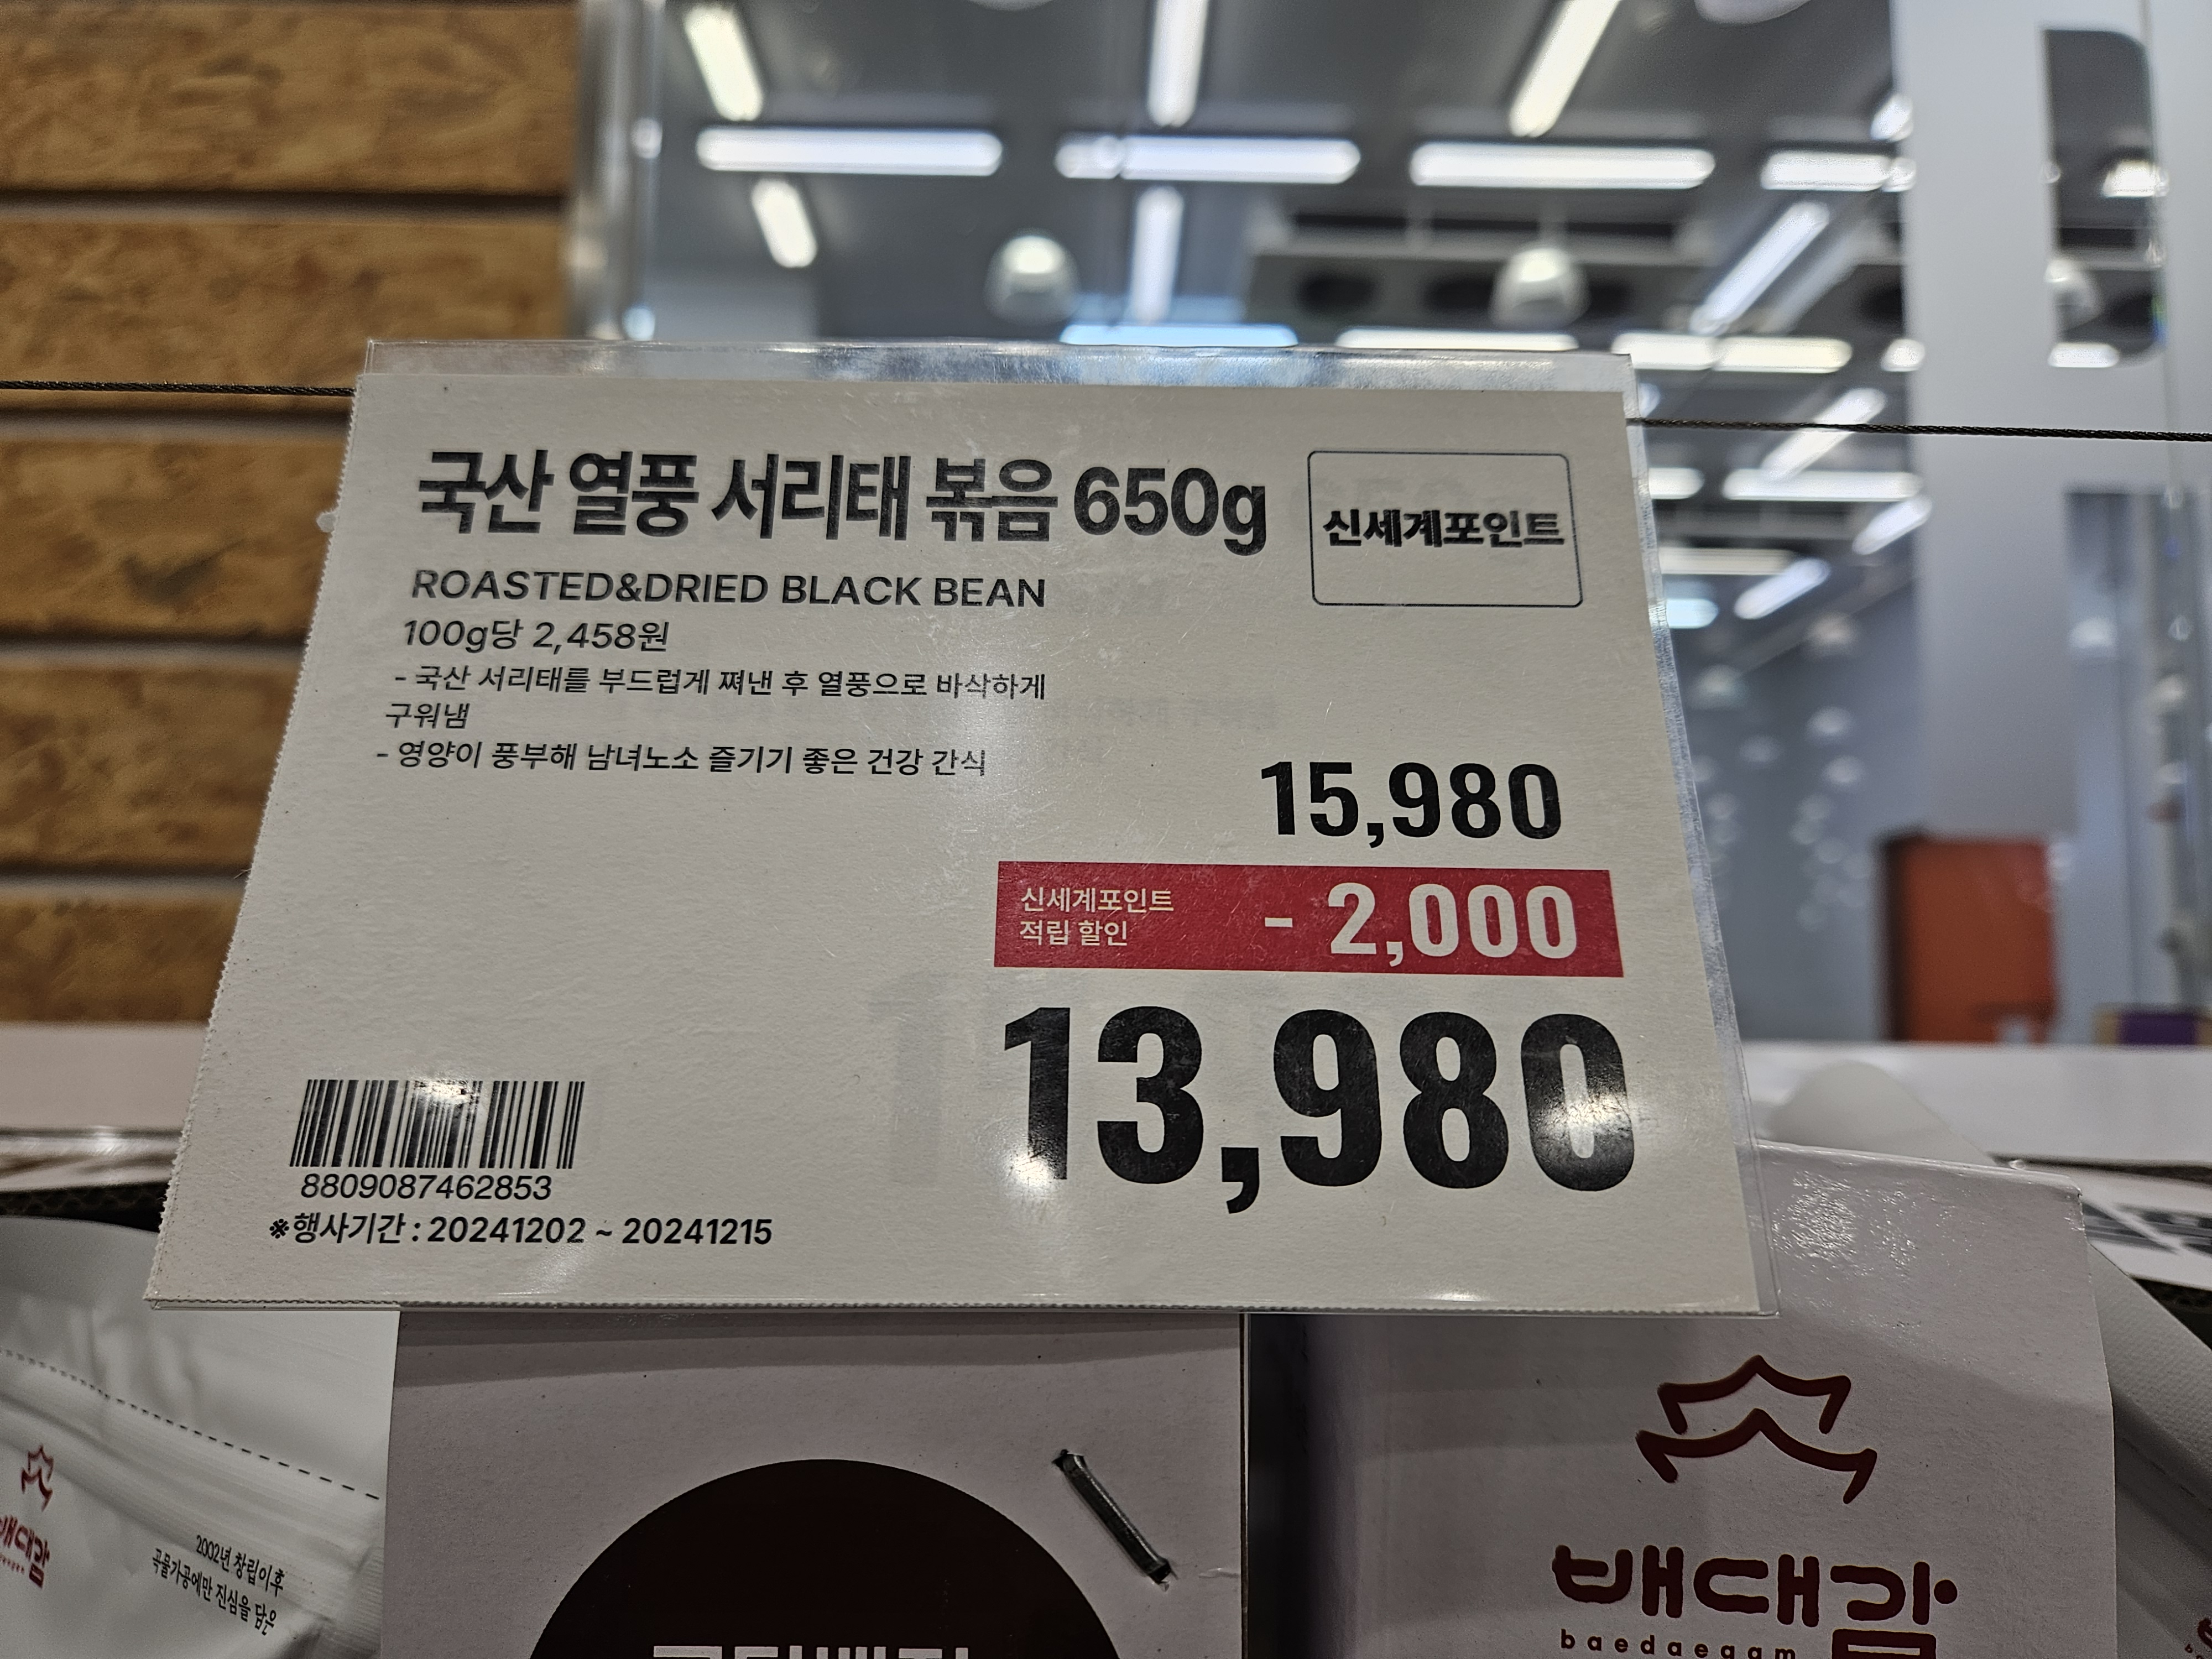 국산 열풍 서리태 볶음 650g
신세계포인트
ROASTED&DRIED BLACK BEAN
100g당 2,458원
- 국산 서리태를 부드럽게 쪄낸 후 열풍으로 바삭하게
구워냄
- 영양이 풍부해 남녀노소 즐기기 좋은 건강 간식
15,980
신세계포인트
적립 할인
- 2,000
13,980
8809087462853
※행사기간 : 20241202 ~ 20241215
2002년 창립이후
곡물가공에만 진심을 담은
배대감
baedaegam